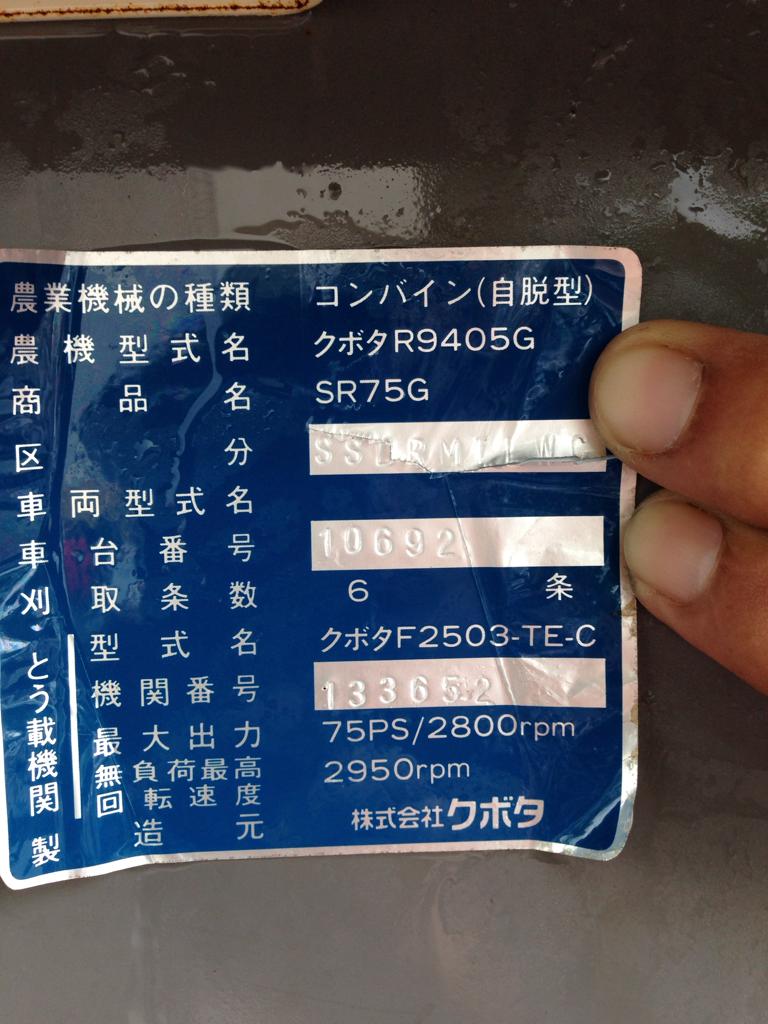 農業機械の種類 コンバイン(自脱型)
農機型式名 クボタR9405G
商品名 SR75G
区分
車両型式名
車台番号 10692
刈取条数 6条
とう載機関 型式名 クボタF2503-TE-C
機関番号 133652
最大出力 75PS/2800rpm
無負荷最高回転速度 2950rpm
製造元 株式会社クボタ